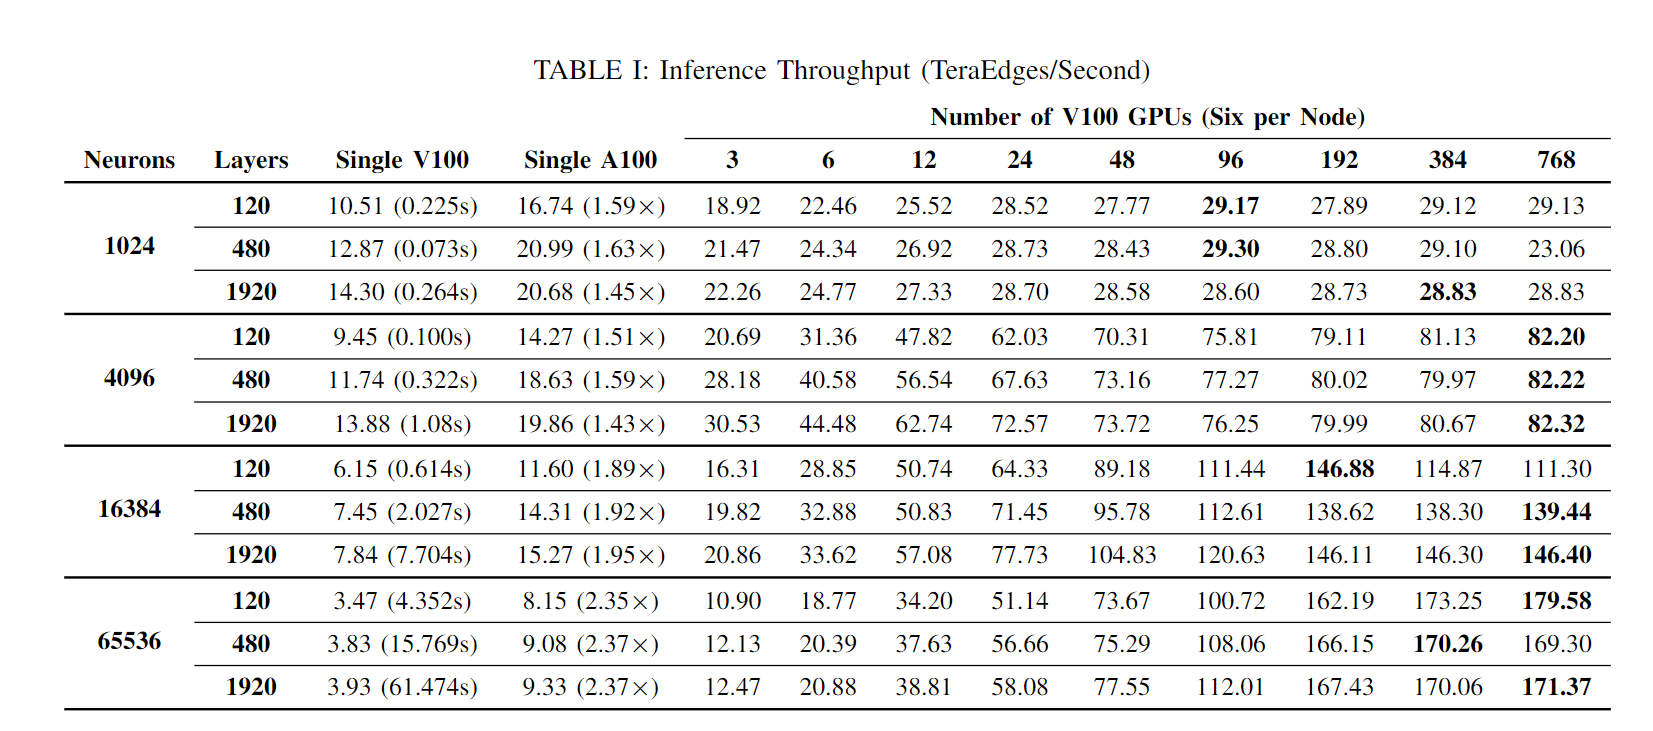 TABLE I: Inference Throughput (TeraEdges/Second)
Number of V100 GPUs (Six per Node)
Neurons Layers Single V100 Single A100 3 6 12 24 48 96 192 384 768
120 10.51 (0.225s) 16.74 (1.59×) 18.92 22.46 25.52 28.52 27.77 29.17 27.89 29.12 29.13
1024 480 12.87 (0.073s) 20.99 (1.63×) 21.47 24.34 26.92 28.73 28.43 29.30 28.80 29.10 23.06
1920 14.30 (0.264s) 20.68 (1.45×) 22.26 24.77 27.33 28.70 28.58 28.60 28.73 28.83 28.83
120 9.45 (0.100s) 14.27 (1.51×) 20.69 31.36 47.82 62.03 70.31 75.81 79.11 81.13 82.20
4096 480 11.74 (0.322s) 18.63 (1.59×) 28.18 40.58 56.54 67.63 73.16 77.27 80.02 79.97 82.22
1920 13.88 (1.08s) 19.86 (1.43×) 30.53 44.48 62.74 72.57 73.72 76.25 79.99 80.67 82.32
120 6.15 (0.614s) 11.60 (1.89×) 16.31 28.85 50.74 64.33 89.18 111.44 146.88 114.87 111.30
16384 480 7.45 (2.027s) 14.31 (1.92×) 19.82 32.88 50.83 71.45 95.78 112.61 138.62 138.30 139.44
1920 7.84 (7.704s) 15.27 (1.95×) 20.86 33.62 57.08 77.73 104.83 120.63 146.11 146.30 146.40
120 3.47 (4.352s) 8.15 (2.35×) 10.90 18.77 34.20 51.14 73.67 100.72 162.19 173.25 179.58
65536 480 3.83 (15.769s) 9.08 (2.37×) 12.13 20.39 37.63 56.66 75.29 108.06 166.15 170.26 169.30
1920 3.93 (61.474s) 9.33 (2.37×) 12.47 20.88 38.81 58.08 77.55 112.01 167.43 170.06 171.37